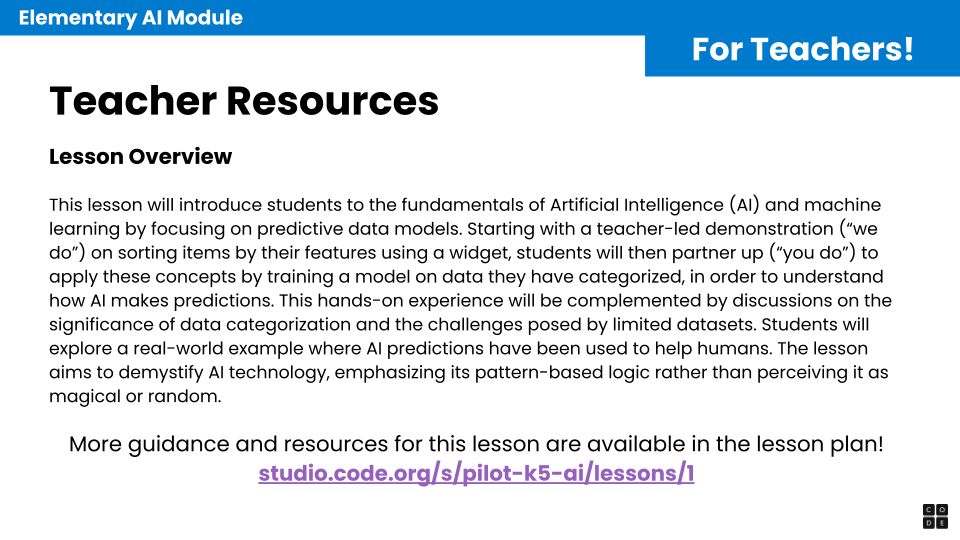 Elementary AI Module
For Teachers!
Teacher Resources
Lesson Overview
This lesson will introduce students to the fundamentals of Artificial Intelligence (AI) and machine
learning by focusing on predictive data models. Starting with a teacher-led demonstration (“we
do”) on sorting items by their features using a widget, students will then partner up (“you do”) to
apply these concepts by training a model on data they have categorized, in order to understand
how AI makes predictions. This hands-on experience will be complemented by discussions on the
significance of data categorization and the challenges posed by limited datasets. Students will
explore a real-world example where AI predictions have been used to help humans. The lesson
aims to demystify AI technology, emphasizing its pattern-based logic rather than perceiving it as
magical or random.
More guidance and resources for this lesson are available in the lesson plan!
studio.code.org/s/pilot-k5-ai/lessons/1
C O
D E